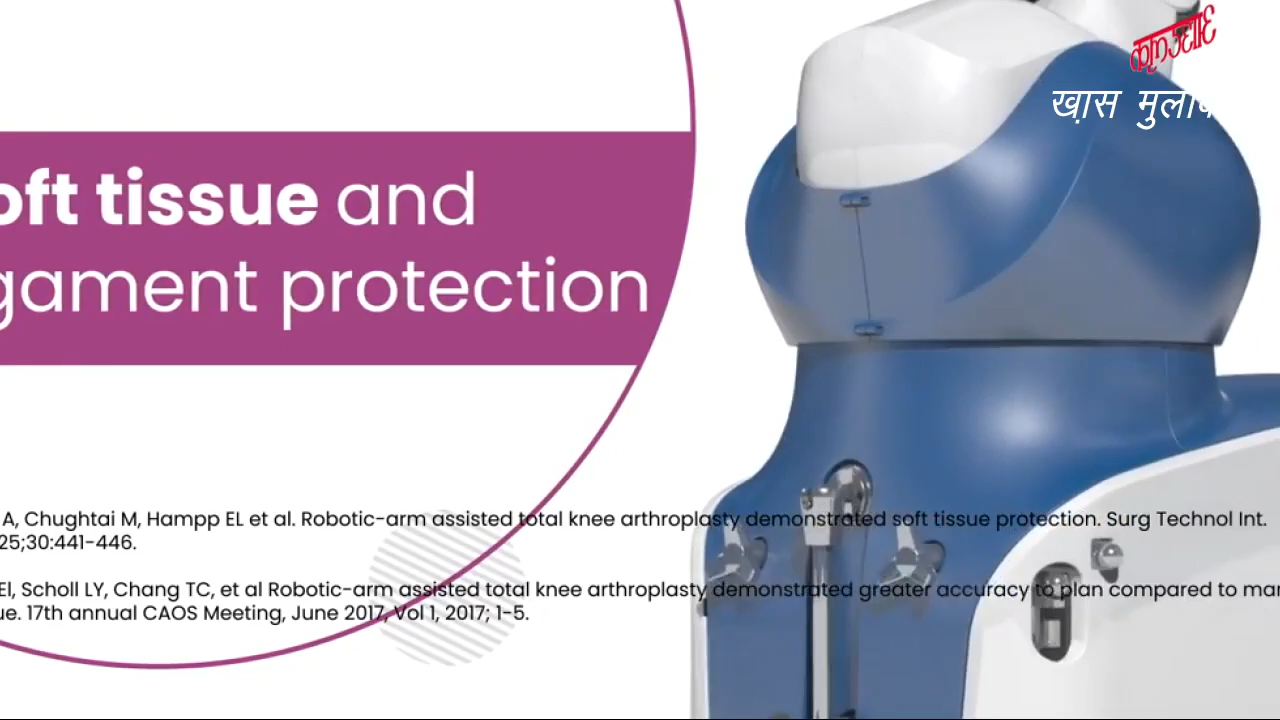 खा़स मुला
oft tissue and
gament protection
A, Chughtai M, Hampp EL et al. Robotic-arm assisted total knee arthroplasty demonstrated soft tissue protection. Surg Technol Int.
25;30:441-446.
EI, Scholl LY, Chang TC, et al Robotic-arm assisted total knee arthroplasty demonstrated greater accuracy to plan compared to mar
ue. 17th annual CAOS Meeting, June 2017, Vol 1, 2017; 1-5.